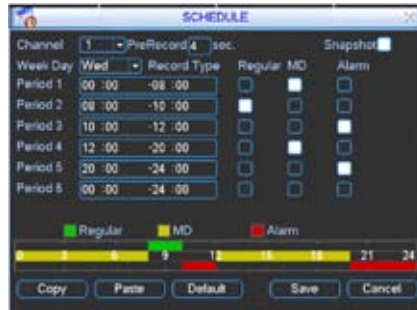 SCHEDULE
Channel 1 PreRecord 4 sec. Snapshot
Week Day Wed Record Type Regular MD Alarm
Period 1 00 :00 -08 :00
Period 2 08 :00 -10 :00
Period 3 10 :00 -12 :00
Period 4 12 :00 -20 :00
Period 5 20 :00 -24 :00
Period 6 00 :00 -24 :00
Regular MD Alarm
0 3 6 9 12 15 18 21 24
Copy Paste Default Save Cancel